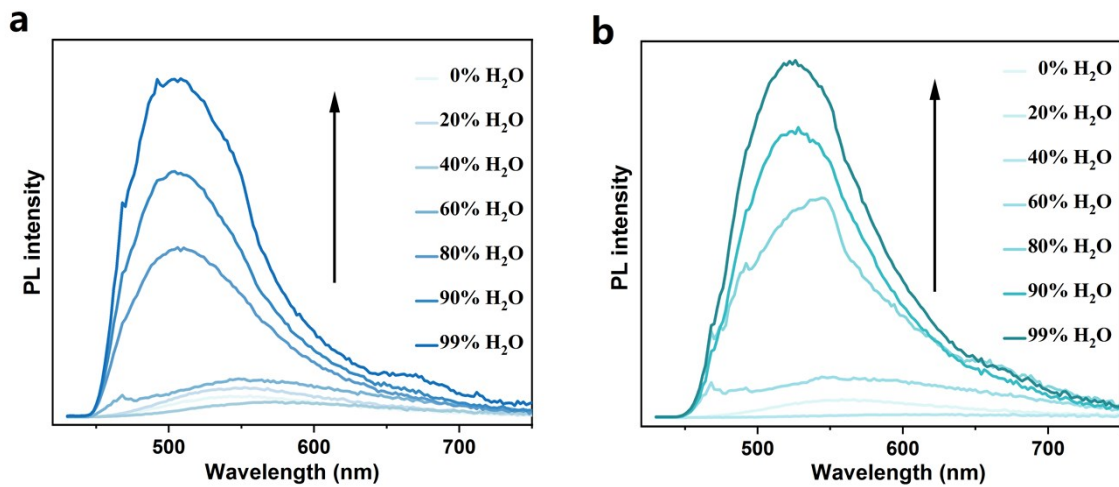 a
PL intensity
0% H₂O
20% H₂O
40% H₂O
60% H₂O
80% H₂O
90% H₂O
99% H₂O
500
600
700
Wavelength (nm)
b
PL intensity
0% H₂O
20% H₂O
40% H₂O
60% H₂O
80% H₂O
90% H₂O
99% H₂O
500
600
700
Wavelength (nm)